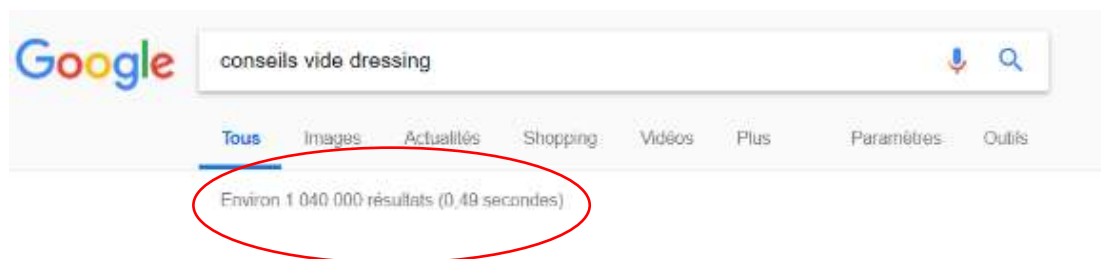 Google conseils vide dressing
Tous Images Actualités Shopping Vidéos Plus Paramètres Outils
Environ 1 040 000 résultats (0,49 secondes)